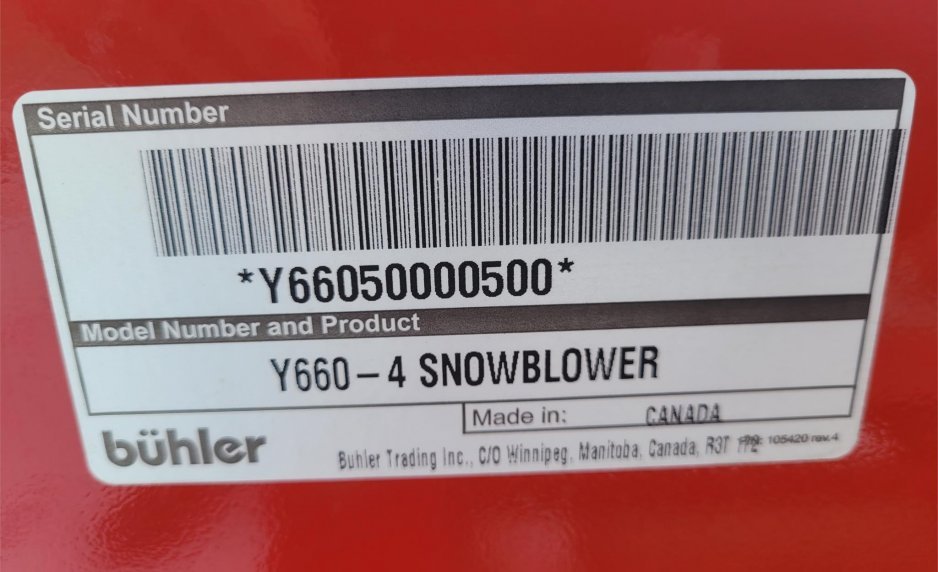 Serial Number
*Y66050000500*
Model Number and Product
Y660-4 SNOWBLOWER
Made in: CANADA
bühler
Buhler Trading Inc., C/O Winnipeg, Manitoba, Canada, R3T 105420 rev.4